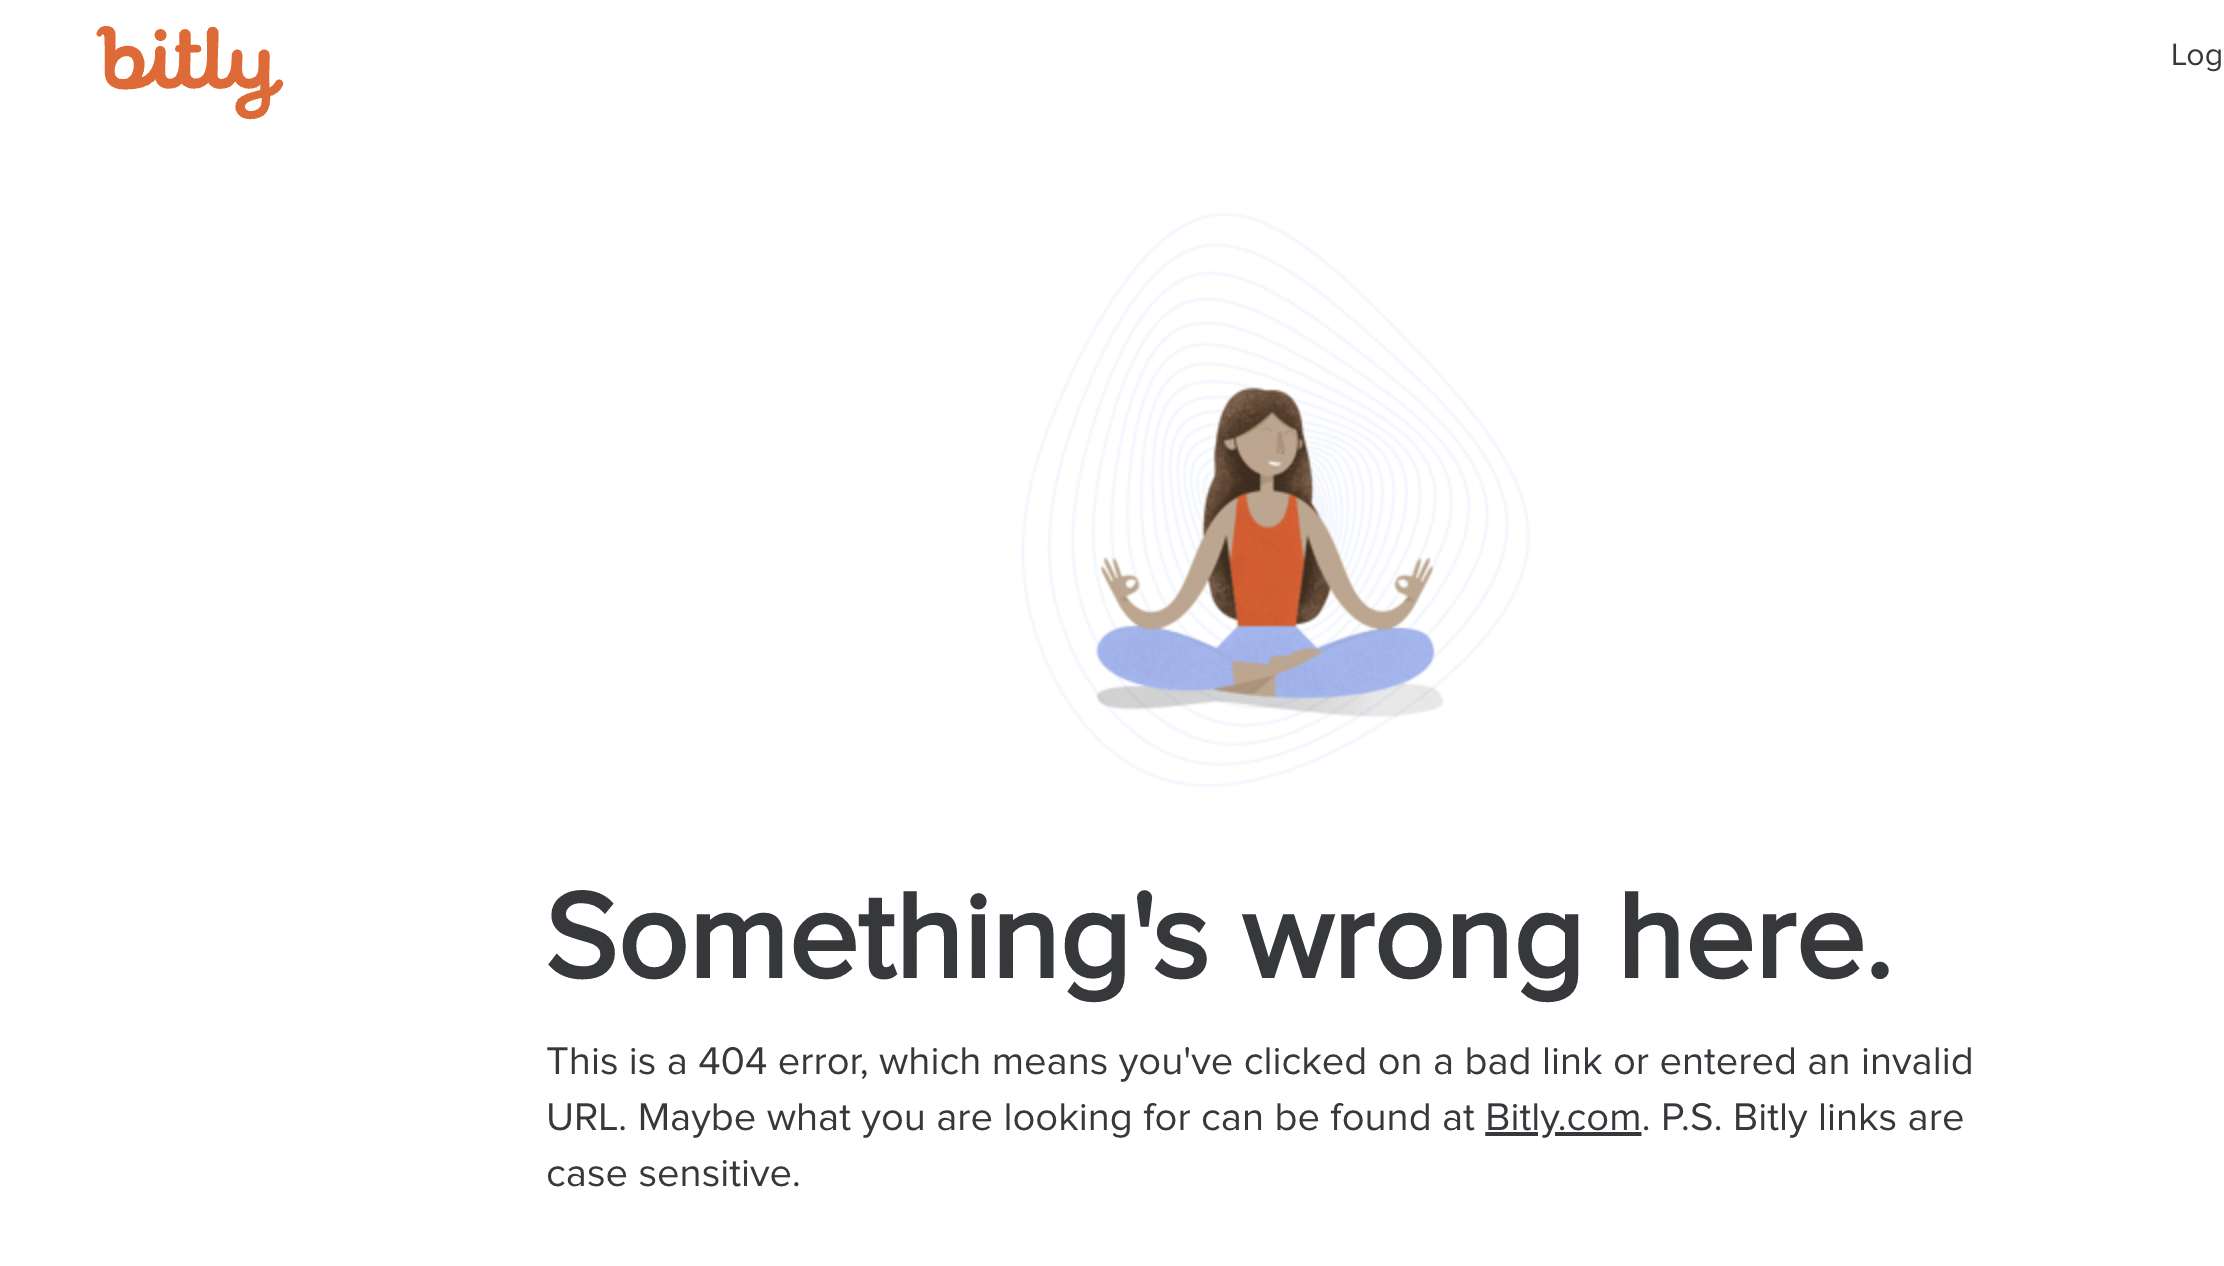 bitly
Log
Something's wrong here.
This is a 404 error, which means you've clicked on a bad link or entered an invalid
URL. Maybe what you are looking for can be found at Bitly.com. P.S. Bitly links are
case sensitive.